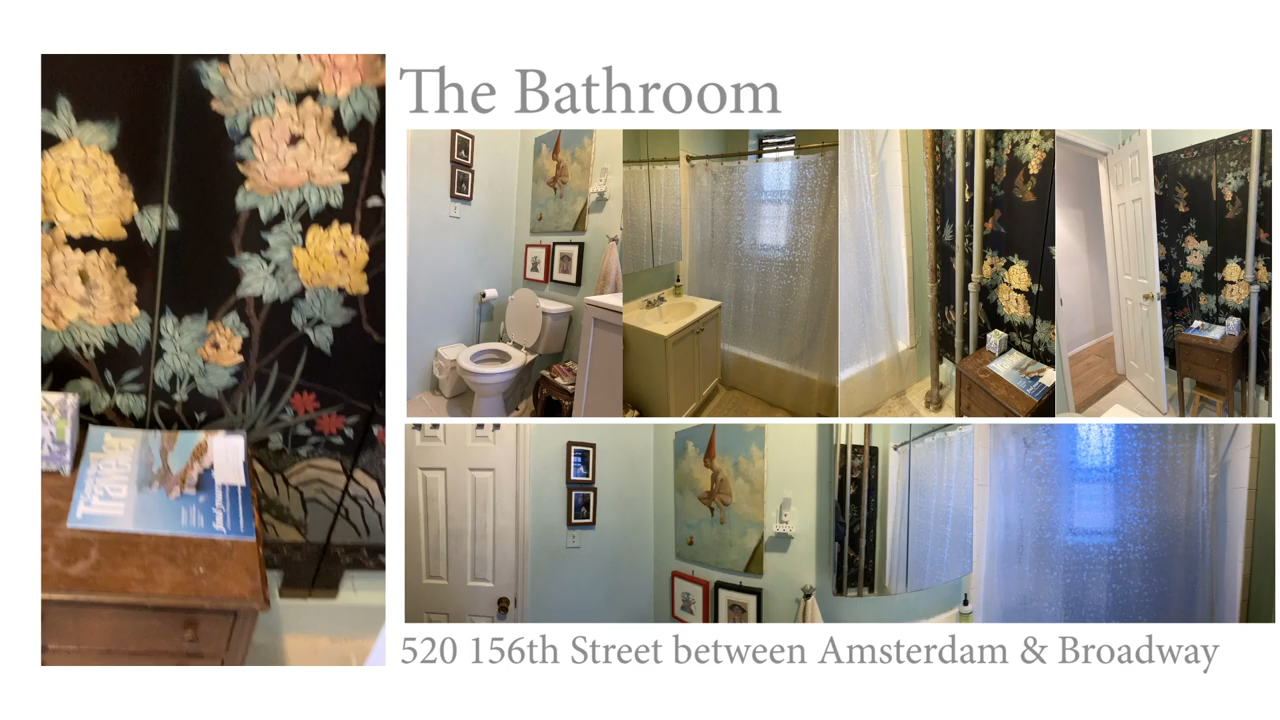 The Bathroom
Traveler
520 156th Street between Amsterdam & Broadway